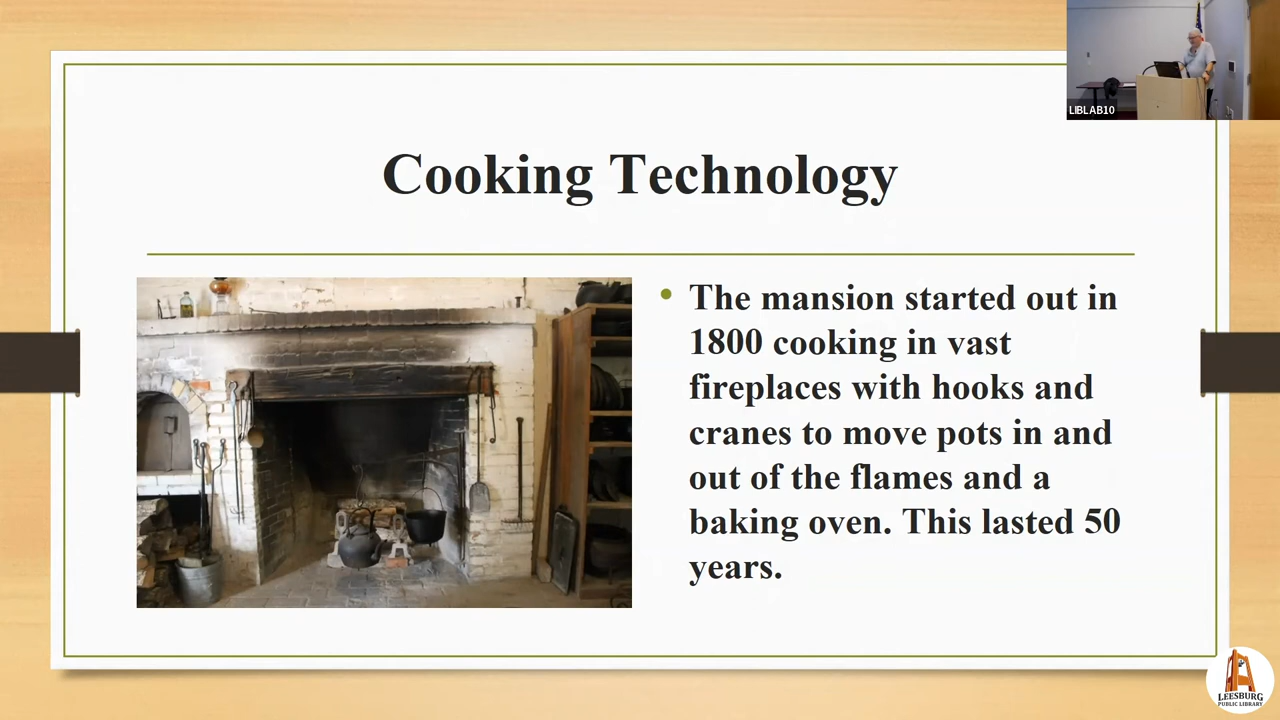 LIBLAB10
Cooking Technology
• The mansion started out in
1800 cooking in vast
fireplaces with hooks and
cranes to move pots in and
out of the flames and a
baking oven. This lasted 50
years.
LEESBURG
PUBLIC LIBRARY